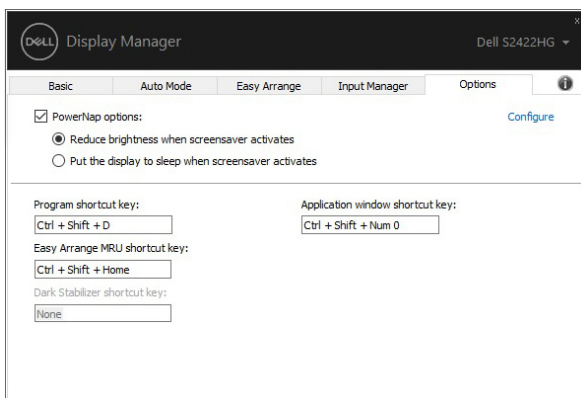 x
DELL Display Manager Dell S2422HG
Basic Auto Mode Easy Arrange Input Manager Options
PowerNap options: Configure
Reduce brightness when screensaver activates
Put the display to sleep when screensaver activates
Program shortcut key: Application window shortcut key:
Ctrl + Shift + D Ctrl + Shift + Num 0
Easy Arrange MRU shortcut key:
Ctrl + Shift + Home
Dark Stabilizer shortcut key:
None